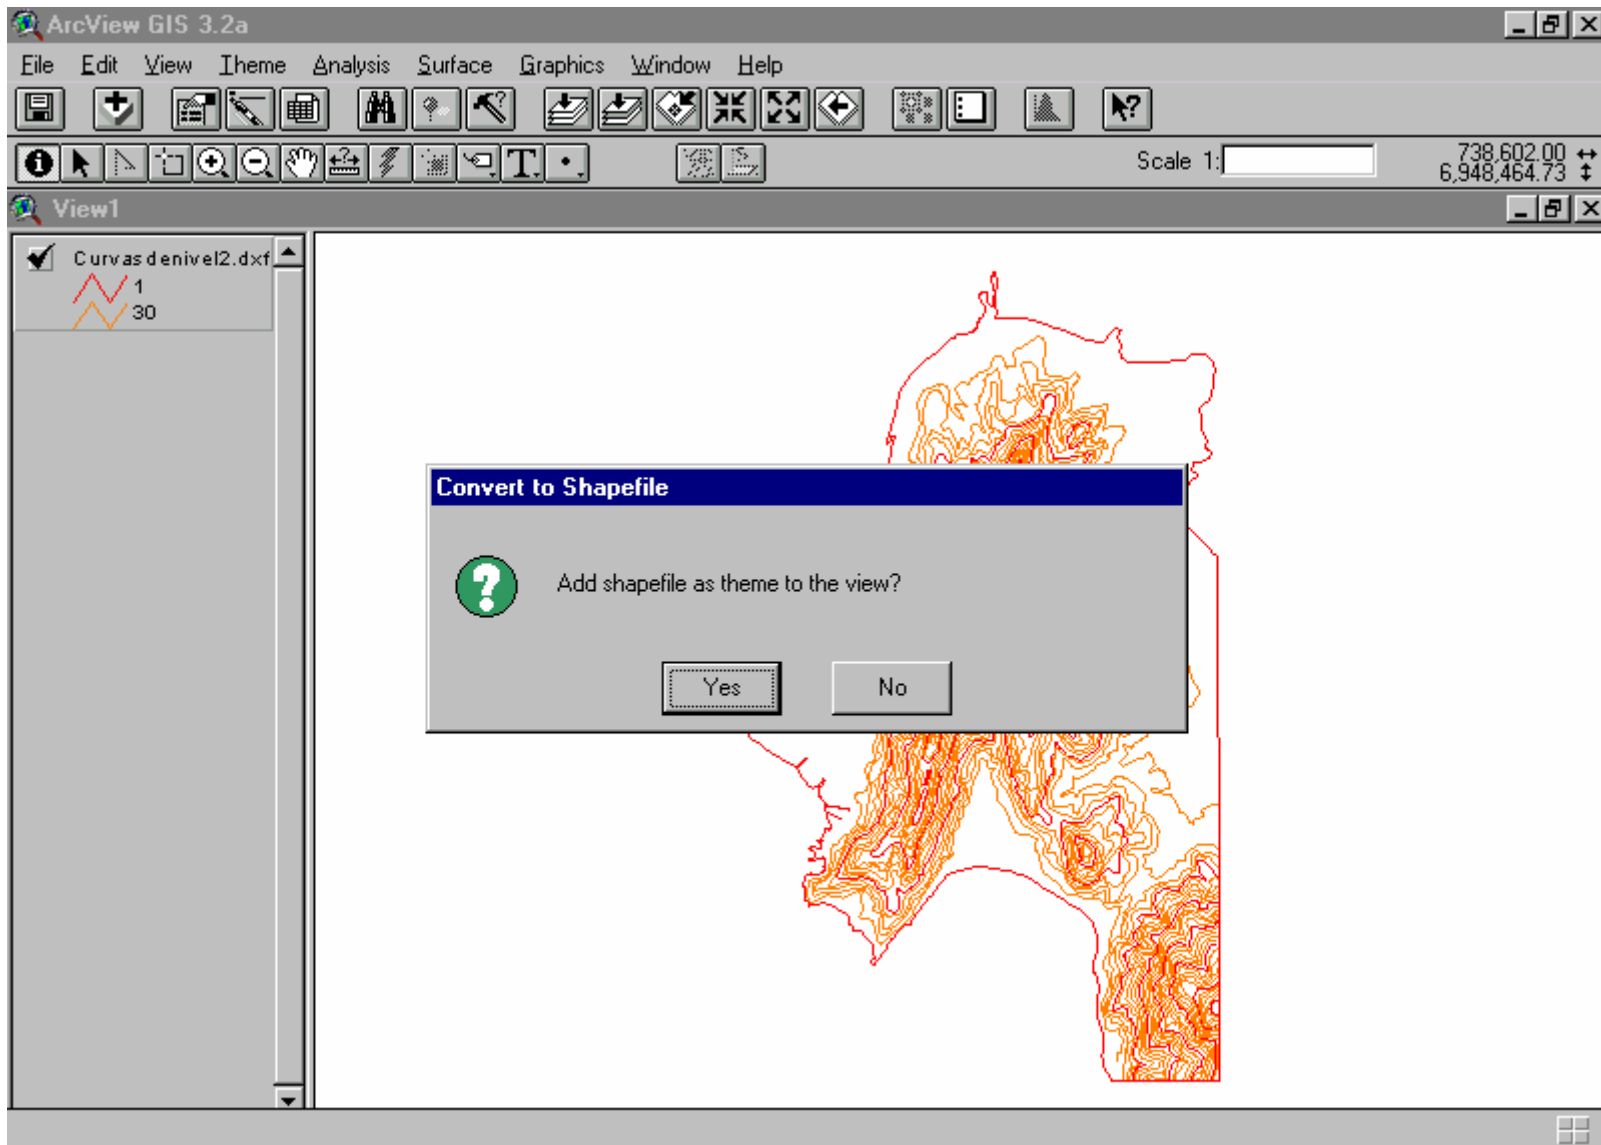 ArcView GIS 3.2a
File Edit View Theme Analysis Surface Graphics Window Help
Scale 1:
738,602.00
6,948,464.73
View1
Curvasdenivel2.dxf
1
30
Convert to Shapefile
Add shapefile as theme to the view?
Yes No